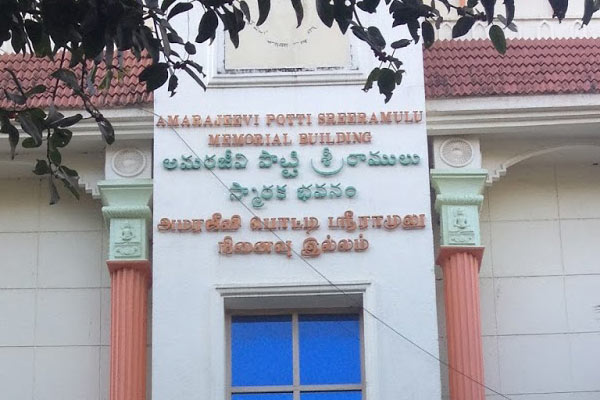 AMARAJEEVI POTTI SREERAMULU
MEMORIAL BUILDING
అమరజీవి పొట్టి శ్రీరాములు
స్మారక భవనం
அமரஜீவி பொட்டி ஸ்ரீராமுலு
நினைவு இல்லம்